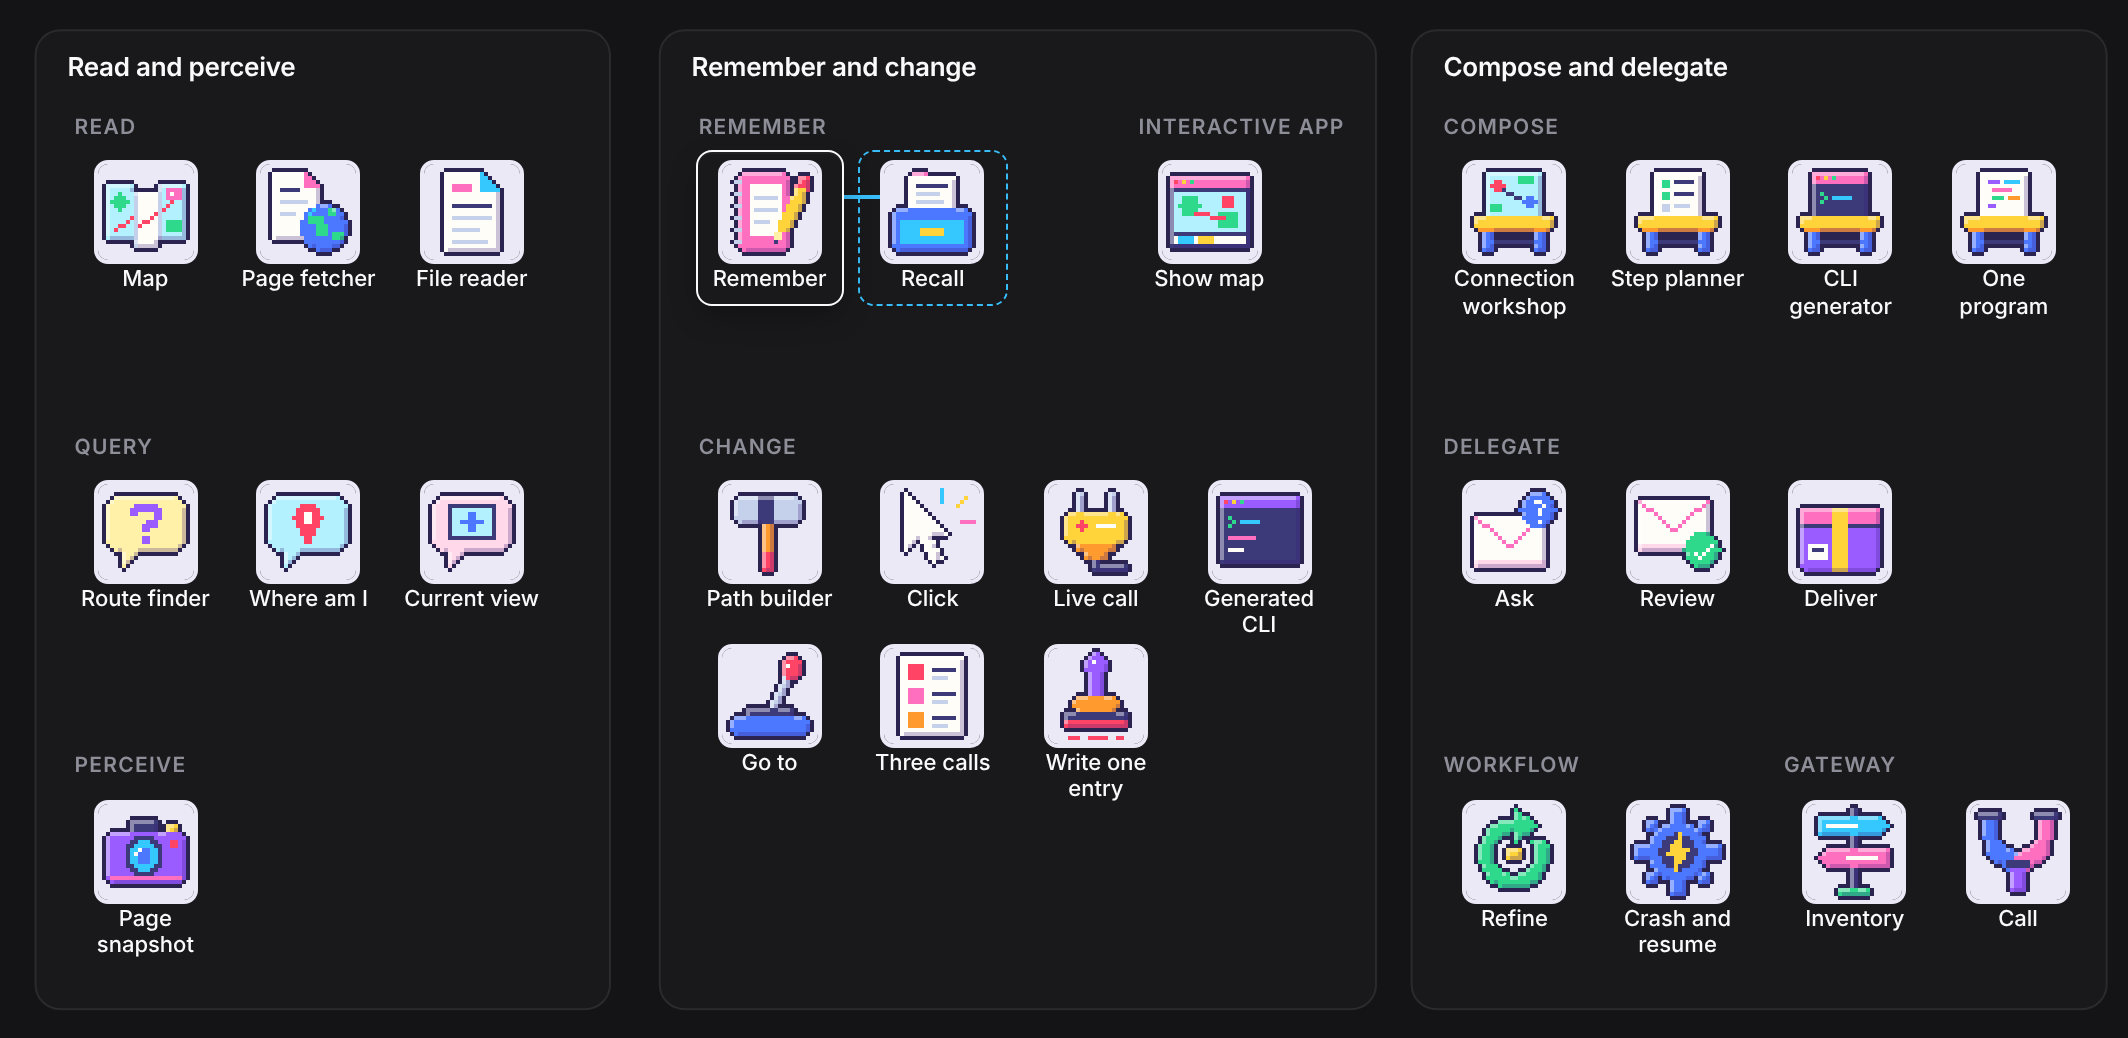 Read and perceive
READ
Map
Page fetcher
File reader
QUERY
?
Route finder
Where am I
Current view
PERCEIVE
Page
snapshot
Remember and change
REMEMBER
INTERACTIVE APP
Remember
Recall
Show map
CHANGE
Path builder
Click
Live call
Generated
CLI
Go to
Three calls
Write one
entry
Compose and delegate
COMPOSE
Connection
workshop
Step planner
CLI
generator
One
program
DELEGATE
?
Ask
Review
Deliver
WORKFLOW
GATEWAY
Refine
Crash and
resume
Inventory
Call